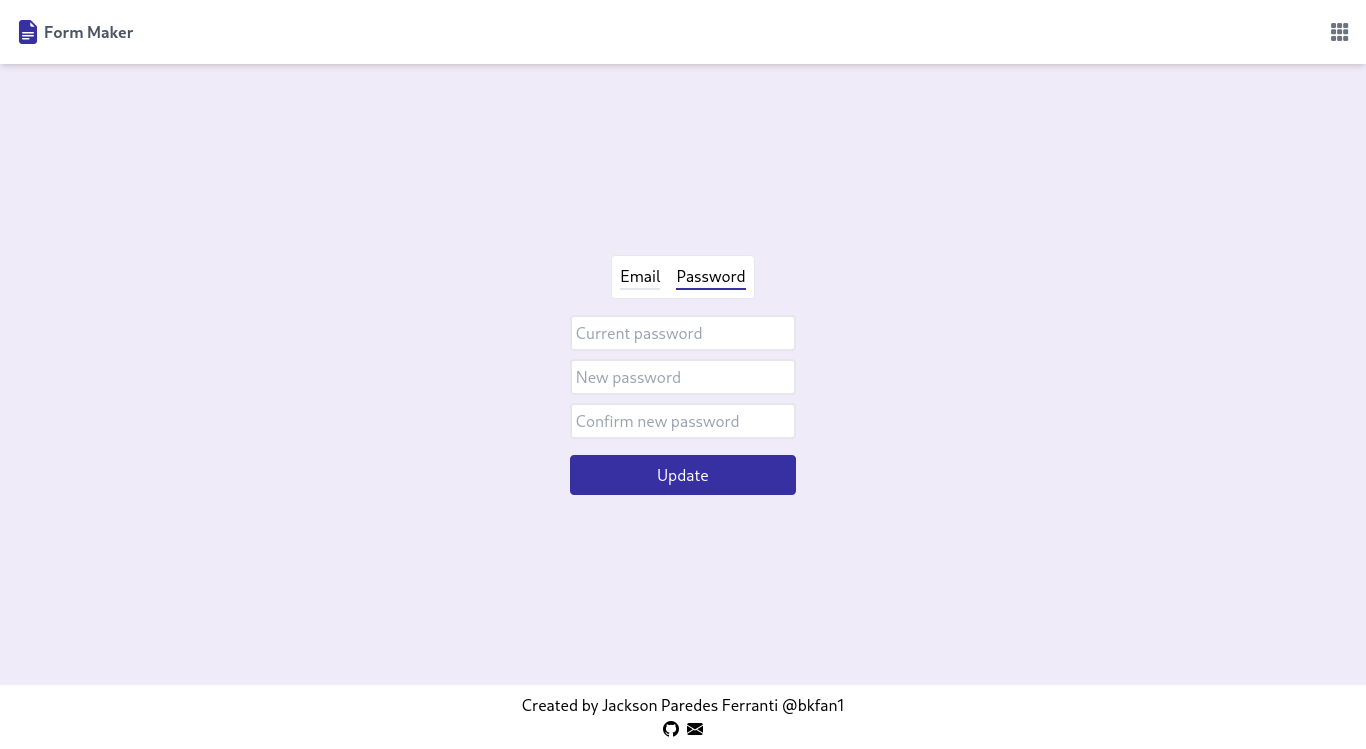 Form Maker
Email Password
Current password
New password
Confirm new password
Update
Created by Jackson Paredes Ferranti @bkfan1